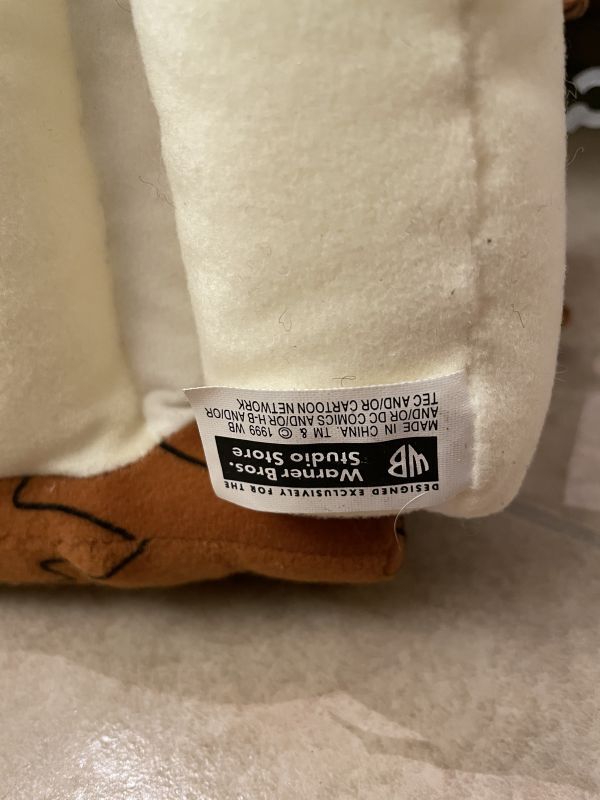 DESIGNED EXCLUSIVELY FOR THE
WB
Warner Bros.
Studio Store
MADE IN CHINA. TM & © 1999 WB
AND/OR DC COMICS AND/OR H-B AND/OR
TEC AND/OR CARTOON NETWORK